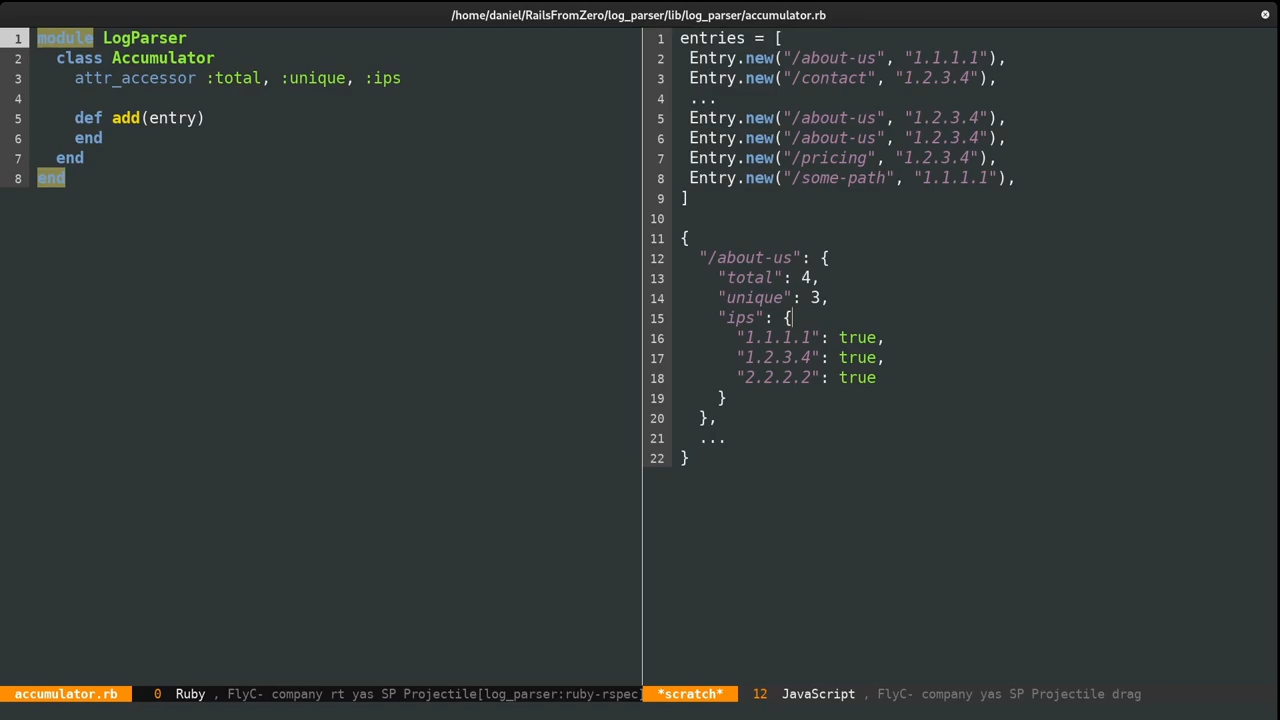 /home/daniel/RailsFromZero/log_parser/lib/log_parser/accumulator.rb
1 module LogParser
2   class Accumulator
3     attr_accessor :total, :unique, :ips
4
5     def add(entry)
6     end
7   end
8 end
1 entries = [
2  Entry.new("/about-us", "1.1.1.1"),
3  Entry.new("/contact", "1.2.3.4"),
4  ...
5  Entry.new("/about-us", "1.2.3.4"),
6  Entry.new("/about-us", "1.2.3.4"),
7  Entry.new("/pricing", "1.2.3.4"),
8  Entry.new("/some-path", "1.1.1.1"),
9 ]
10
11 {
12   "/about-us": {
13     "total": 4,
14     "unique": 3,
15     "ips": {
16       "1.1.1.1": true,
17       "1.2.3.4": true,
18       "2.2.2.2": true
19     }
20   },
21   ...
22 }
accumulator.rb 0 Ruby , FlyC- company rt yas SP Projectile[log_parser:ruby-rspec]
*scratch* 12 JavaScript , FlyC- company yas SP Projectile drag